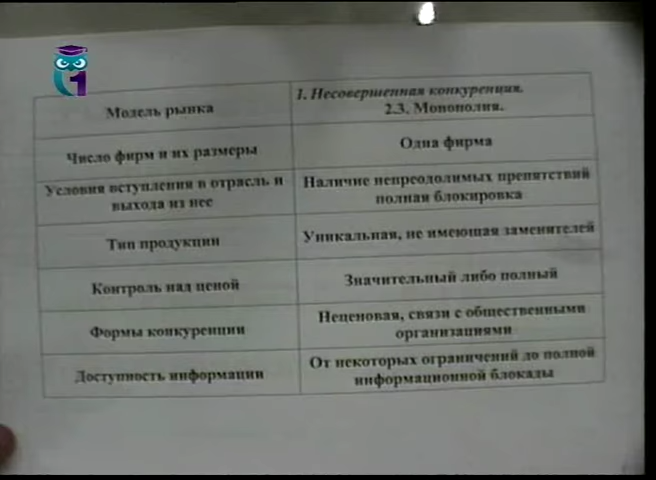 1
Модель рынка
1. Несовершенная конкуренция.
2.3. Монополия.
Число фирм и их размеры
Одна фирма
Условия вступления в отрасль и
выхода из нее
Наличие непреодолимых препятствий
полная блокировка
Тип продукции
Уникальная, не имеющая заменителей
Контроль над ценой
Значительный либо полный
Формы конкуренции
Неценовая, связи с общественными
организациями
Доступность информации
От некоторых ограничений до полной
информационной блокады